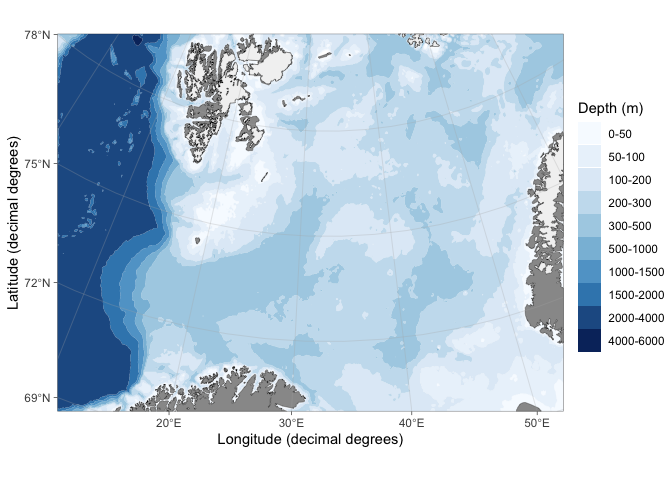 78°N
75°N
72°N
69°N
Latitude (decimal degrees)
20°E
30°E
40°E
50°E
Longitude (decimal degrees)
Depth (m)
0-50
50-100
100-200
200-300
300-500
500-1000
1000-1500
1500-2000
2000-4000
4000-6000